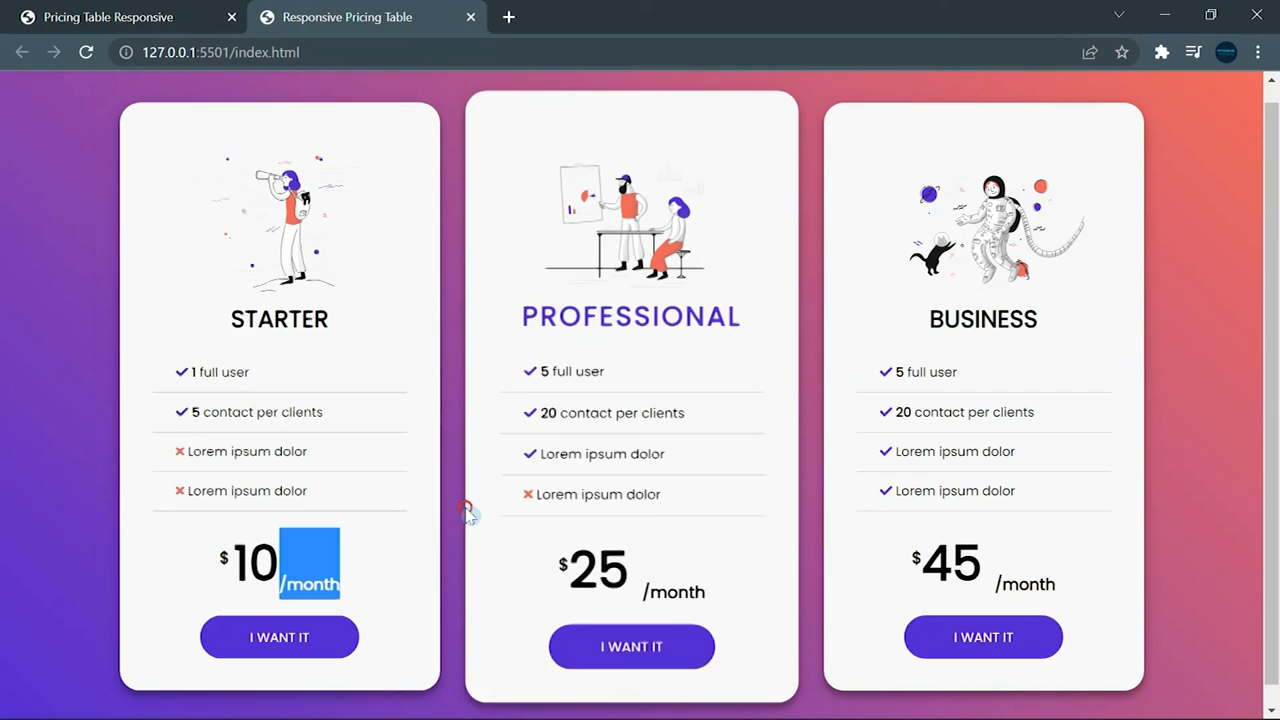 Pricing Table Responsive
Responsive Pricing Table
127.0.0.1:5501/index.html
STARTER
1 full user
5 contact per clients
Lorem ipsum dolor
Lorem ipsum dolor
$10/month
I WANT IT
PROFESSIONAL
5 full user
20 contact per clients
Lorem ipsum dolor
Lorem ipsum dolor
$25 /month
I WANT IT
BUSINESS
5 full user
20 contact per clients
Lorem ipsum dolor
Lorem ipsum dolor
$45 /month
I WANT IT